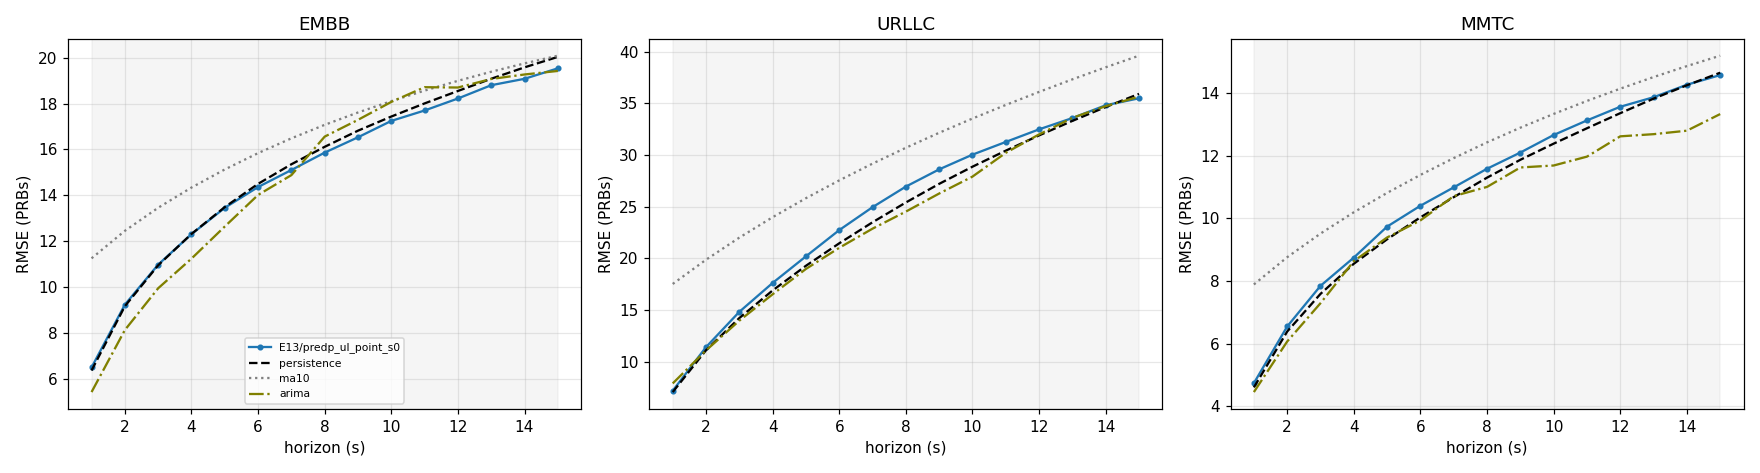 EMBB
RMSE (PRBs)
20
18
16
14
12
10
8
6
2 4 6 8 10 12 14
horizon (s)
E13/predp_ul_point_s0
persistence
ma10
arima
URLLC
RMSE (PRBs)
40
35
30
25
20
15
10
2 4 6 8 10 12 14
horizon (s)
MMTC
RMSE (PRBs)
14
12
10
8
6
4
2 4 6 8 10 12 14
horizon (s)